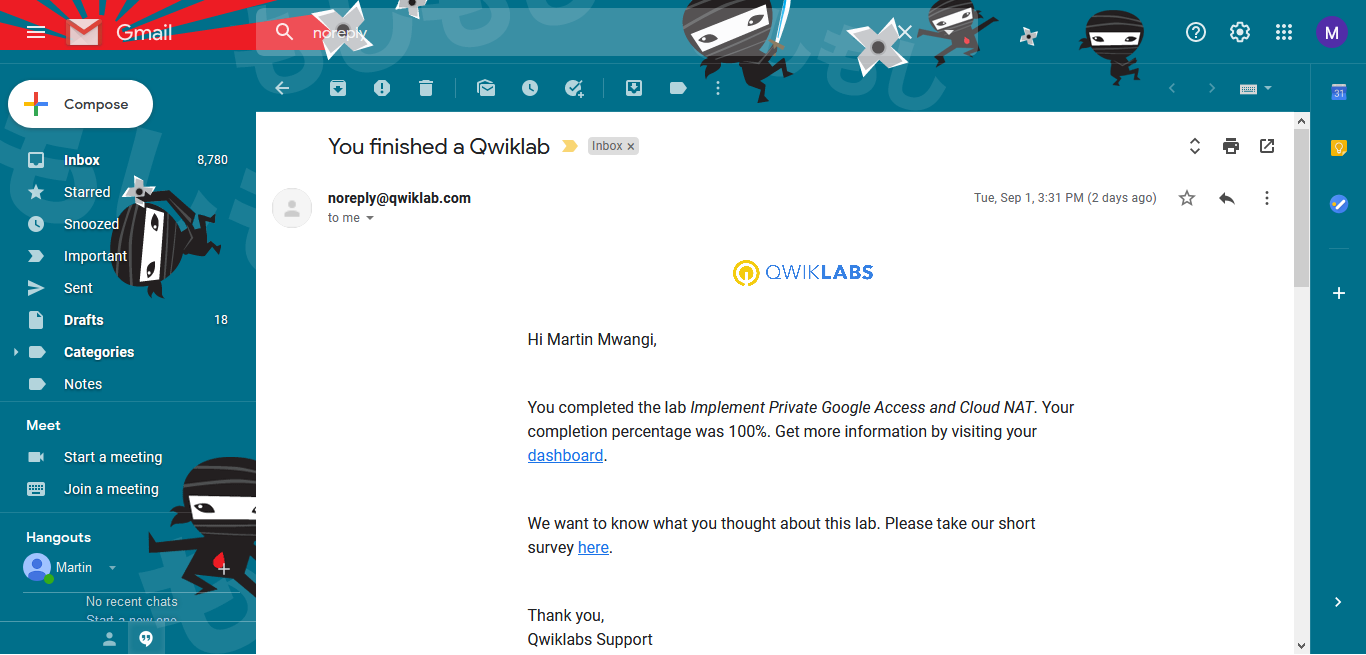 Gmail
noreply
M
Compose
Inbox 8,780
Starred
Snoozed
Important
Sent
Drafts 18
Categories
Notes
Meet
Start a meeting
Join a meeting
Hangouts
Martin
No recent chats
Start a new one
You finished a Qwiklab
Inbox ×
noreply@qwiklab.com
to me
Tue, Sep 1, 3:31 PM (2 days ago)
QWIKLABS
Hi Martin Mwangi,
You completed the lab Implement Private Google Access and Cloud NAT. Your
completion percentage was 100%. Get more information by visiting your
dashboard.
We want to know what you thought about this lab. Please take our short
survey here.
Thank you,
Qwiklabs Support
31